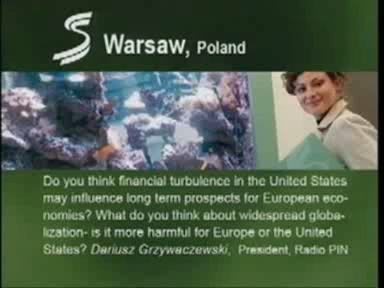 Warsaw, Poland
Do you think financial turbulence in the United States
may influence long term prospects for European eco-
nomies? What do you think about widespread globa-
lization- is it more harmful for Europe or the United
States? Dariusz Grzywaczewski, President, Radio PIN